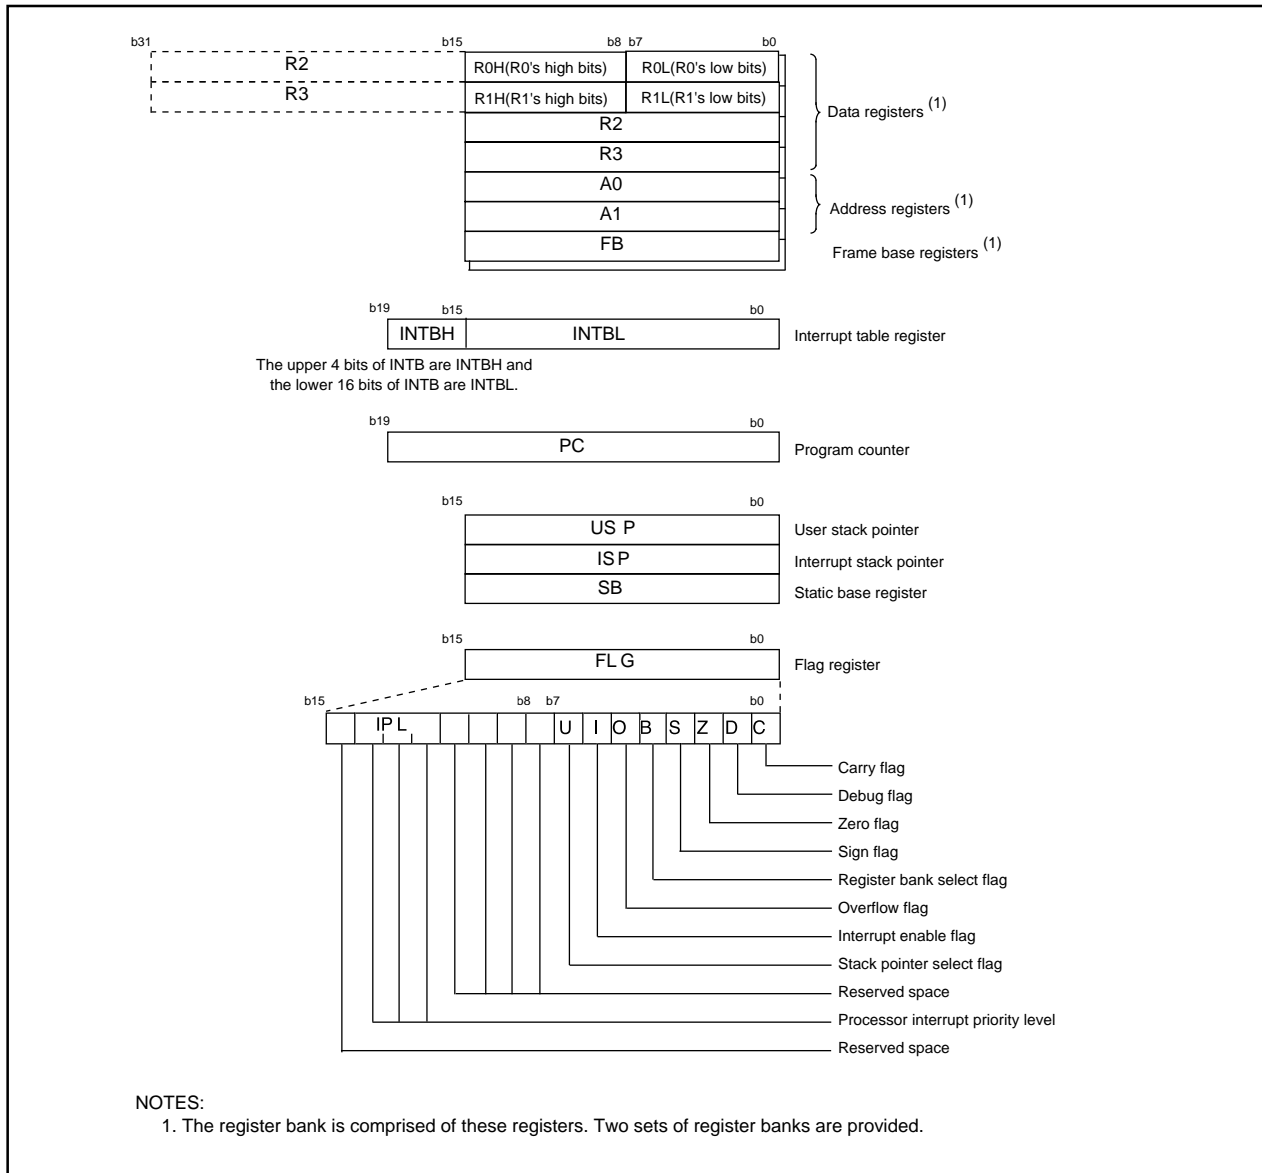 b31 b15 b8 b7 b0
R2 R0H(R0's high bits) R0L(R0's low bits)
R3 R1H(R1's high bits) R1L(R1's low bits)
Data registers (1)
R2
R3
A0
A1
Address registers (1)
FB
Frame base registers (1)
b19 b15 b0
INTBH INTBL Interrupt table register
The upper 4 bits of INTB are INTBH and
the lower 16 bits of INTB are INTBL.
b19 b0
PC Program counter
b15 b0
US P User stack pointer
IS P Interrupt stack pointer
SB Static base register
b15 b0
FL G Flag register
b15 b8 b7 b0
IP L U I O B S Z D C
Carry flag
Debug flag
Zero flag
Sign flag
Register bank select flag
Overflow flag
Interrupt enable flag
Stack pointer select flag
Reserved space
Processor interrupt priority level
Reserved space
NOTES:
1. The register bank is comprised of these registers. Two sets of register banks are provided.